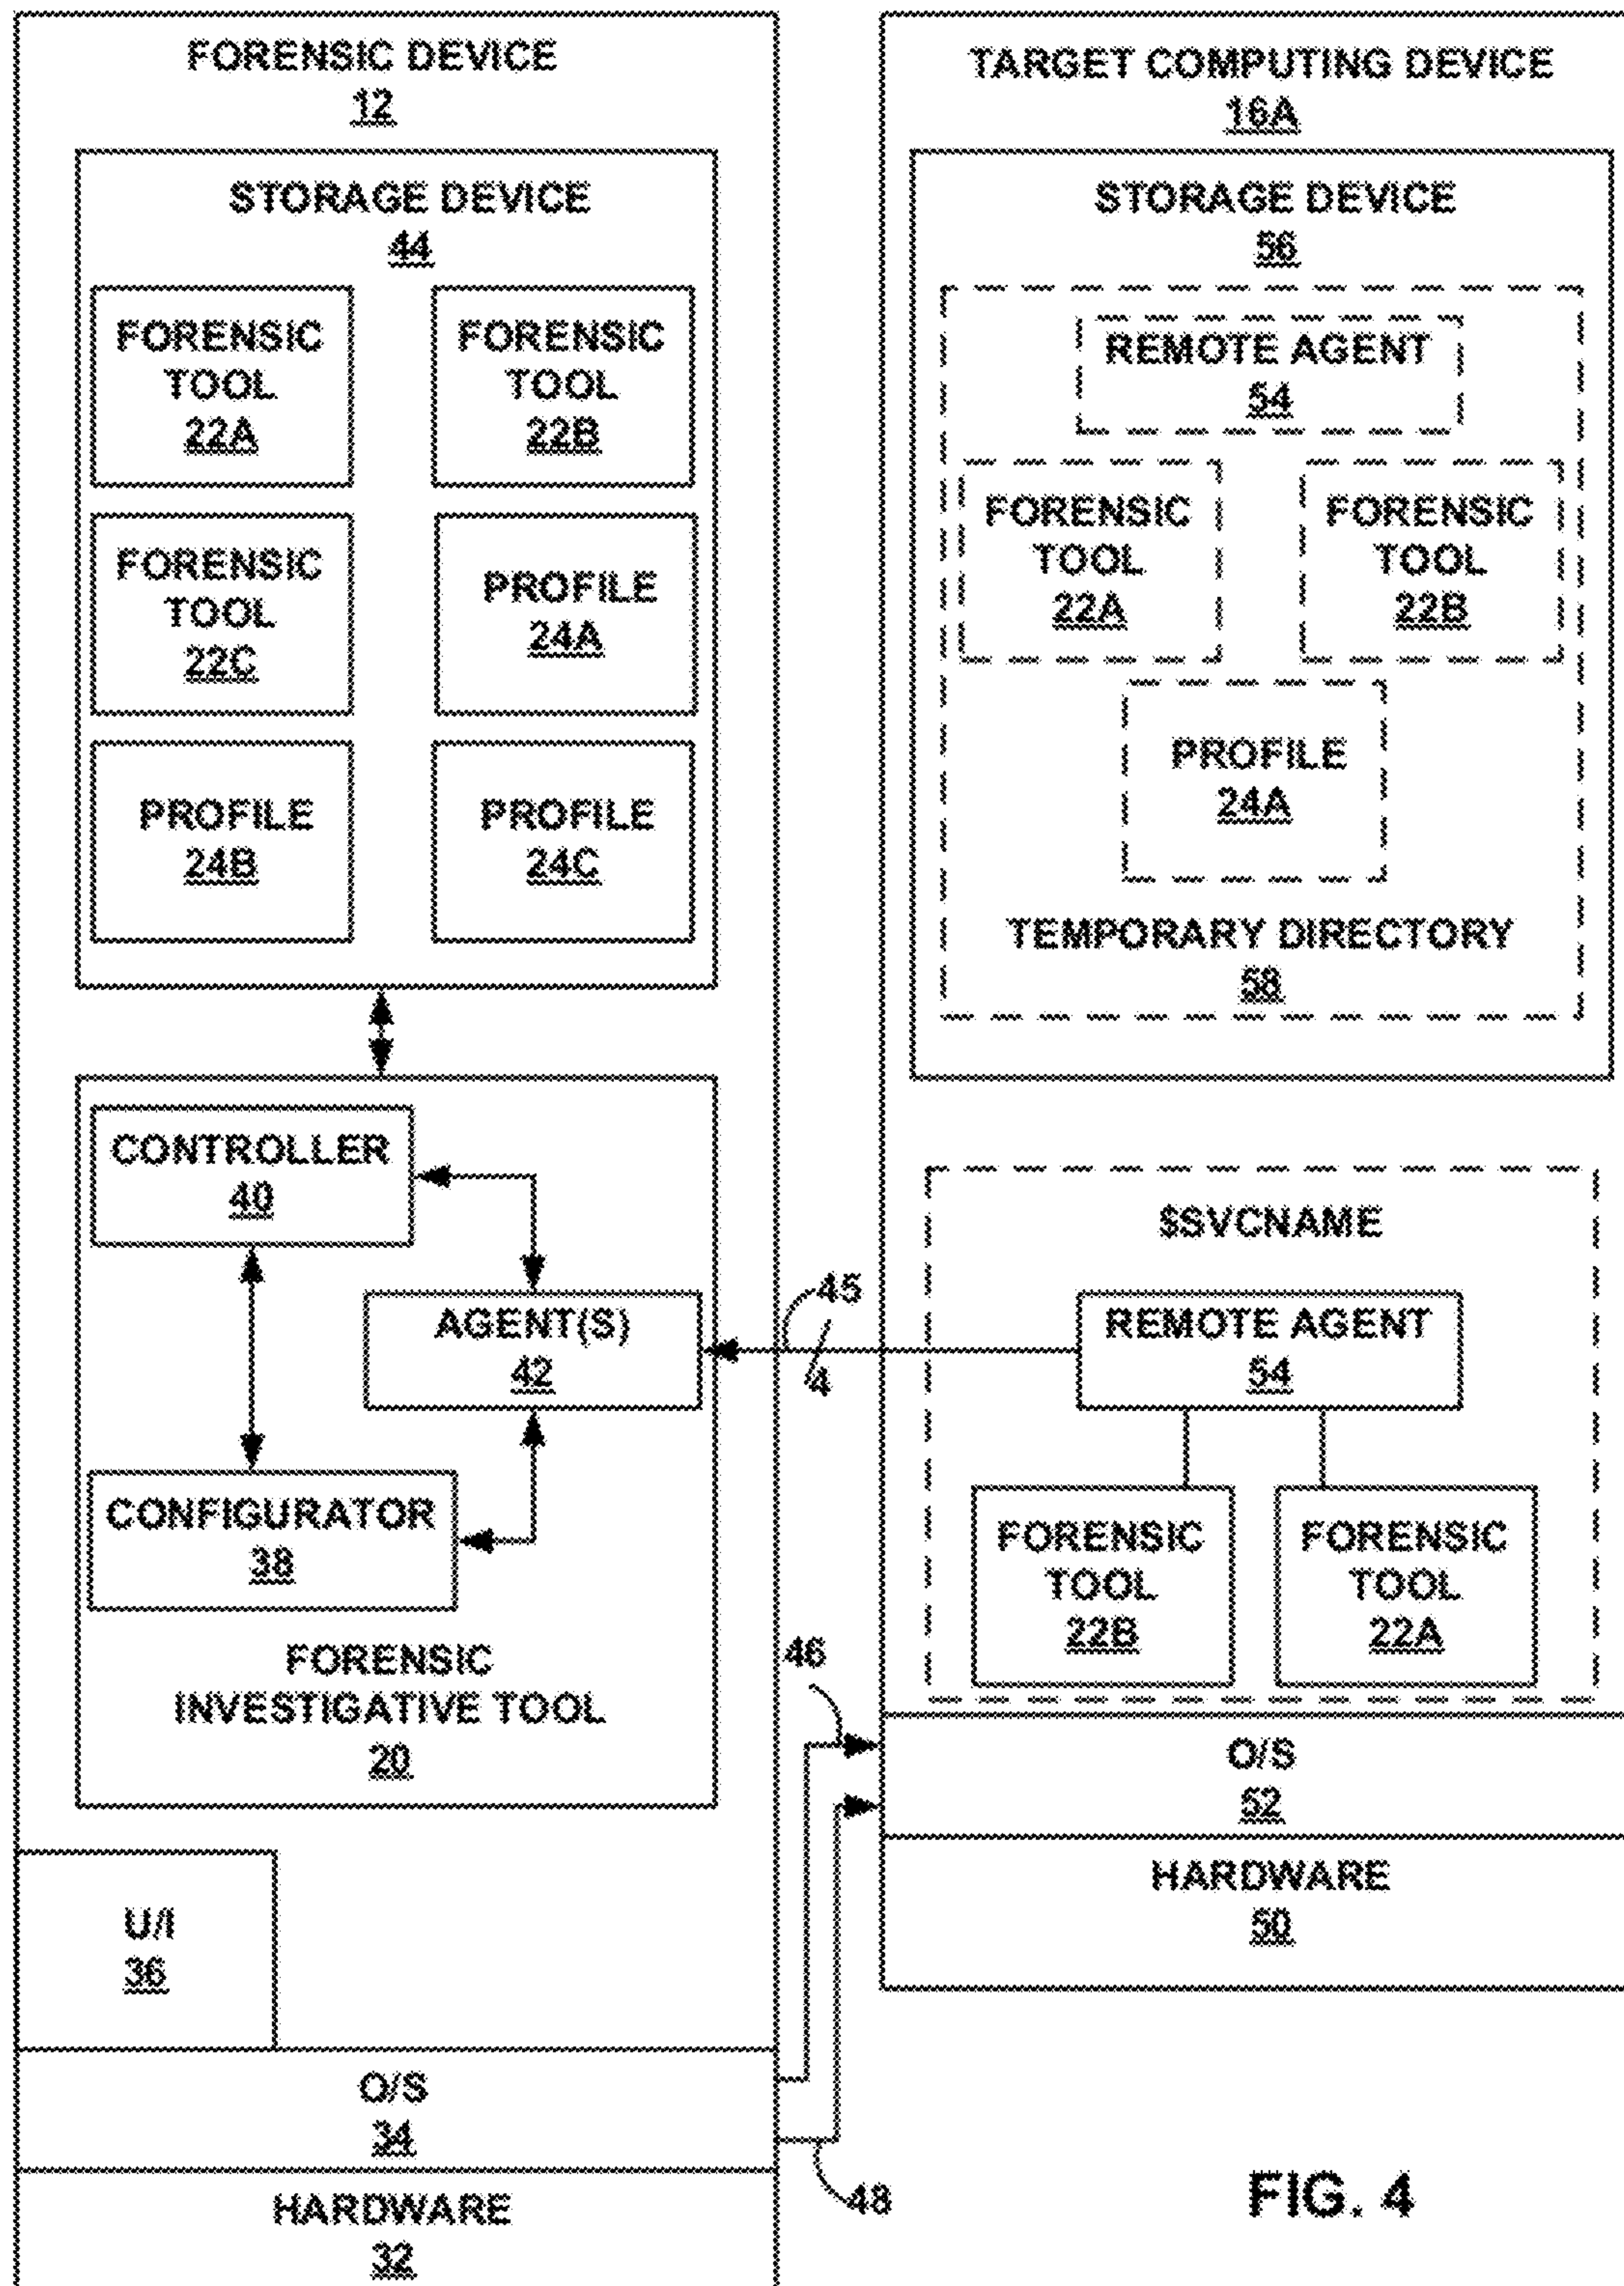 FORENSIC DEVICE
12
STORAGE DEVICE
44
FORENSIC
TOOL
22A
FORENSIC
TOOL
22B
FORENSIC
TOOL
22C
PROFILE
24A
PROFILE
24B
PROFILE
24C
CONTROLLER
40
AGENT(S)
42
CONFIGURATOR
38
FORENSIC
INVESTIGATIVE TOOL
20
U/I
36
O/S
34
HARDWARE
32
45
4
46
48
TARGET COMPUTING DEVICE
16A
STORAGE DEVICE
56
REMOTE AGENT
54
FORENSIC
TOOL
22A
FORENSIC
TOOL
22B
PROFILE
24A
TEMPORARY DIRECTORY
58
$SVCNAME
REMOTE AGENT
54
FORENSIC
TOOL
22B
FORENSIC
TOOL
22A
O/S
52
HARDWARE
50
FIG. 4